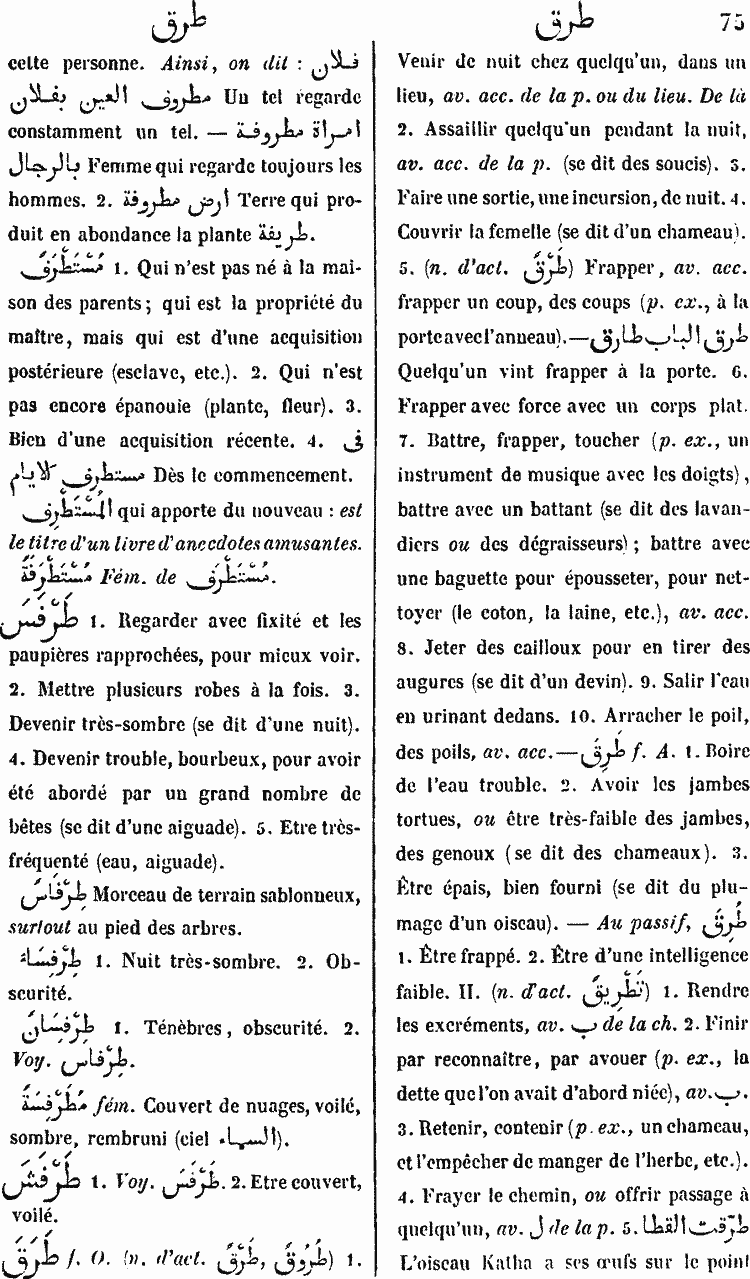 طرق
طرق 75
cette personne. Ainsi, on dit : فلان
مطروف العين بفلان Un tel regarde
constamment un tel. — امراة مطروفة
بالرجال Femme qui regarde toujours les
hommes. 2. ارض مطروفة Terre qui pro-
duit en abondance la plante طريفة.
مُسْتَطْرَفٌ 1. Qui n'est pas né à la mai-
son des parents; qui est la propriété du
maître, mais qui est d'une acquisition
postérieure (esclave, etc.). 2. Qui n'est
pas encore épanouie (plante, fleur). 3.
Bien d'une acquisition récente. 4. فى
مستطرف الايام Dès le commencement.
المُسْتَطْرِف qui apporte du nouveau : est
le titre d'un livre d'anecdotes amusantes.
مُسْتَطْرَفَةٌ Fém. de مُسْتَطْرَف.
طَرْفَسَ 1. Regarder avec fixité et les
paupières rapprochées, pour mieux voir.
2. Mettre plusieurs robes à la fois. 3.
Devenir très-sombre (se dit d'une nuit).
4. Devenir trouble, bourbeux, pour avoir
été abordé par un grand nombre de
bêtes (se dit d'une aiguade). 5. Etre très-
fréquenté (eau, aiguade).
طِرْفَاسٌ Morceau de terrain sablonneux,
surtout au pied des arbres.
طِرْفِسَاءُ 1. Nuit très-sombre. 2. Ob-
scurité.
طِرْفِسَانٌ 1. Ténèbres, obscurité. 2.
Voy. طِرْفاس.
مُطَرْفِسَةٌ fém. Couvert de nuages, voilé,
sombre, rembruni (ciel السماء).
طَرْفَشَ 1. Voy. طَرْفَسَ. 2. Etre couvert,
voilé.
طَرَقَ f. O. (n. d'act. طَرْقٌ, طُرُوقٌ) 1.
Venir de nuit chez quelqu'un, dans un
lieu, av. acc. de la p. ou du lieu. De là
2. Assaillir quelqu'un pendant la nuit,
av. acc. de la p. (se dit des soucis). 3.
Faire une sortie, une incursion, de nuit. 4.
Couvrir la femelle (se dit d'un chameau).
5. (n. d'act. طَرْقٌ) Frapper, av. acc.
frapper un coup, des coups (p. ex., à la
porte avec l'anneau).—طرق الباب طارق
Quelqu'un vint frapper à la porte. 6.
Frapper avec force avec un corps plat.
7. Battre, frapper, toucher (p. ex., un
instrument de musique avec les doigts),
battre avec un battant (se dit des lavan-
diers ou des dégraisseurs); battre avec
une baguette pour épousseter, pour net-
toyer (le coton, la laine, etc.), av. acc.
8. Jeter des cailloux pour en tirer des
augures (se dit d'un devin). 9. Salir l'eau
en urinant dedans. 10. Arracher le poil,
des poils, av. acc.—طَرِقَ f. A. 1. Boire
de l'eau trouble. 2. Avoir les jambes
tortues, ou être très-faible des jambes,
des genoux (se dit des chameaux). 3.
Être épais, bien fourni (se dit du plu-
mage d'un oiseau). — Au passif, طُرِقَ
1. Être frappé. 2. Être d'une intelligence
faible. II. (n. d'act. تَطْرِيقٌ) 1. Rendre
les excréments, av. ب de la ch. 2. Finir
par reconnaître, par avouer (p. ex., la
dette que l'on avait d'abord niée), av. ب.
3. Retenir, contenir (p. ex., un chameau,
et l'empêcher de manger de l'herbe, etc.).
4. Frayer le chemin, ou offrir passage à
quelqu'un, av. ل de la p. 5. طرّقت القطا
L'oiseau Katha a ses œufs sur le point